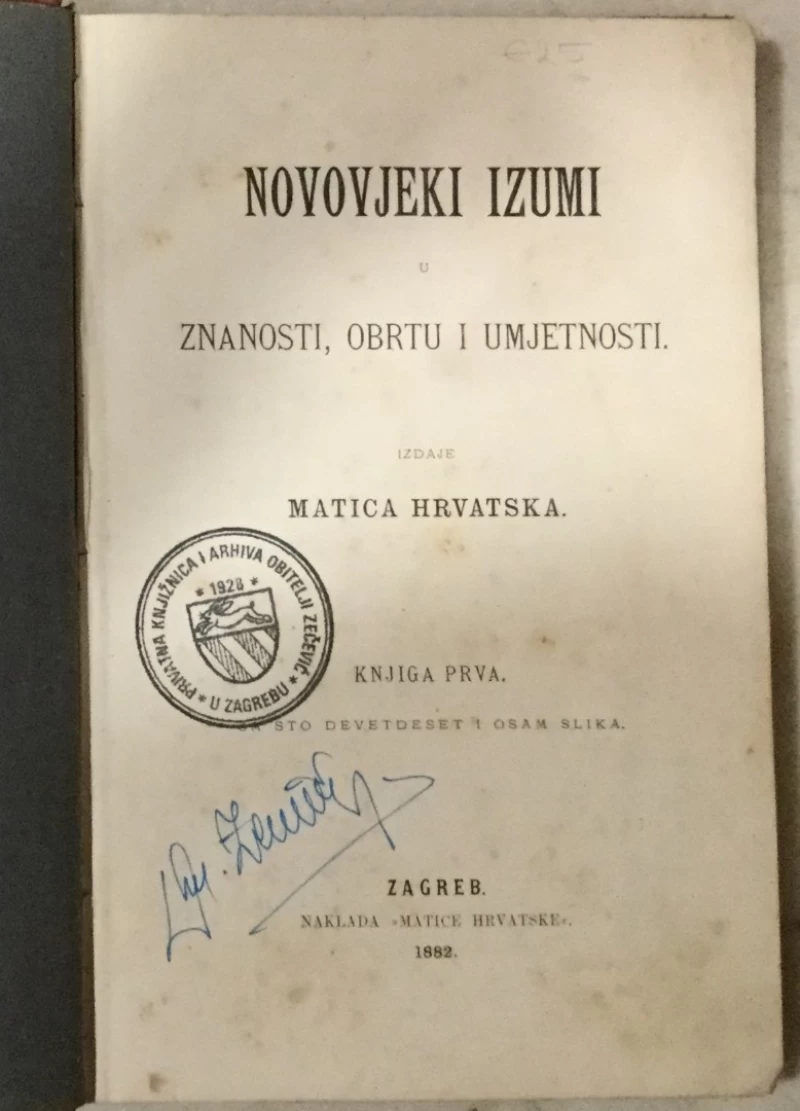 NOVOVJEKI IZUMI
U
ZNANOSTI, OBRTU I UMJETNOSTI.
IZDAJE
MATICA HRVATSKA.
PRIVATNA KNJIŽNICA I ARHIVA OBITELJI ZEČEVIĆ
* 1928 *
* U ZAGREBU *
KNJIGA PRVA.
SA STO DEVETDESET I OSAM SLIKA.
ZAGREB.
NAKLADA »MATICE HRVATSKE«.
1882.